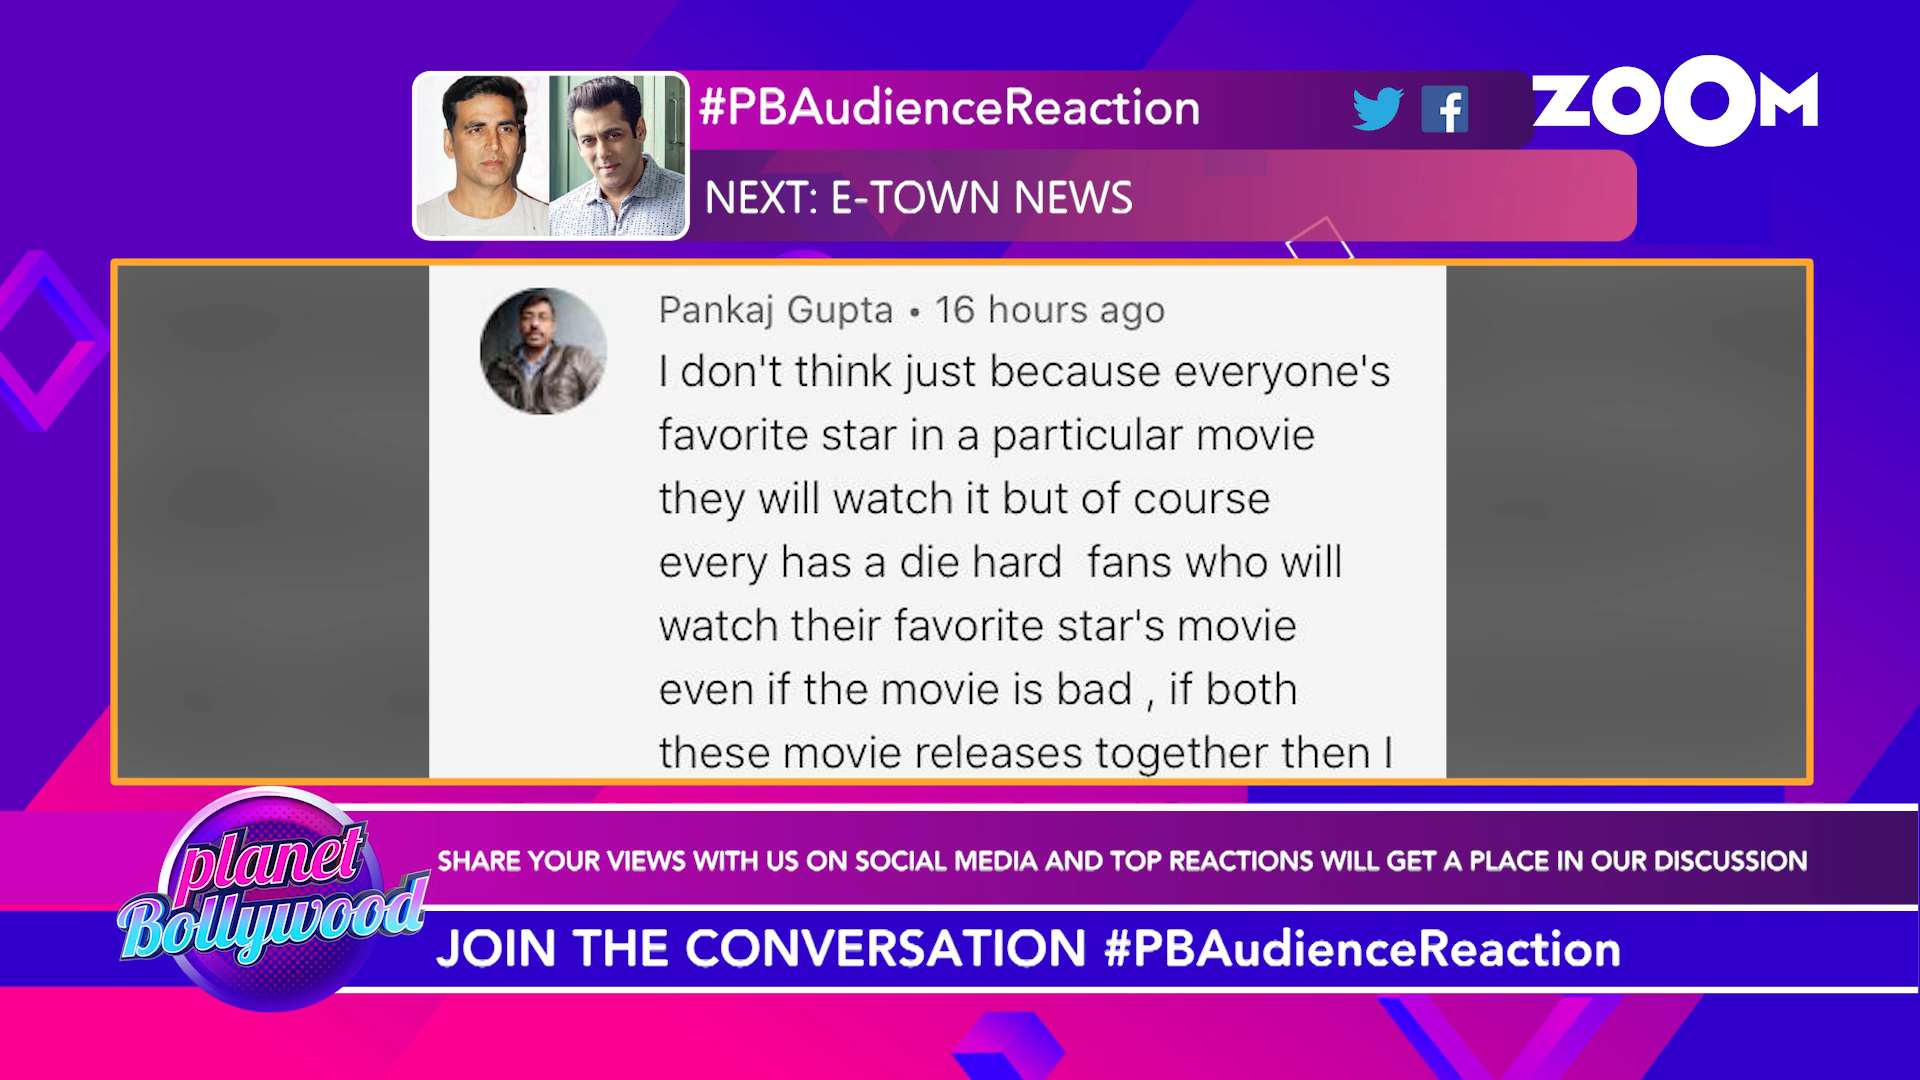 #PBAudienceReaction
zoom
NEXT: E-TOWN NEWS
Pankaj Gupta • 16 hours ago
I don't think just because everyone's
favorite star in a particular movie
they will watch it but of course
every has a die hard  fans who will
watch their favorite star's movie
even if the movie is bad , if both
these movie releases together then I
planet
Bollywood
SHARE YOUR VIEWS WITH US ON SOCIAL MEDIA AND TOP REACTIONS WILL GET A PLACE IN OUR DISCUSSION
JOIN THE CONVERSATION #PBAudienceReaction